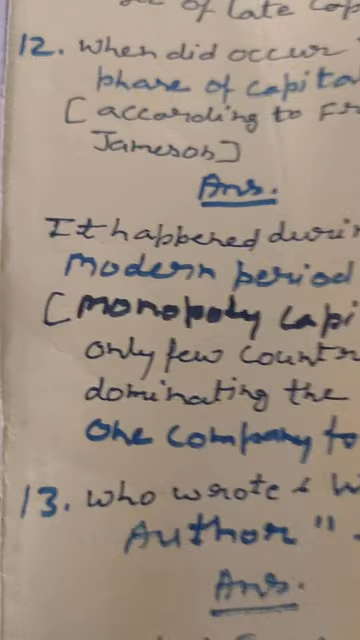 of late Cap
12. When did occur
phase of capita
[according to Fr
Jameson]
Ans.
It happened durin
Modern period
[Monopoly Capi
only few countr
dominating the
one company to
13. Who wrote " W
Author".
Ans.